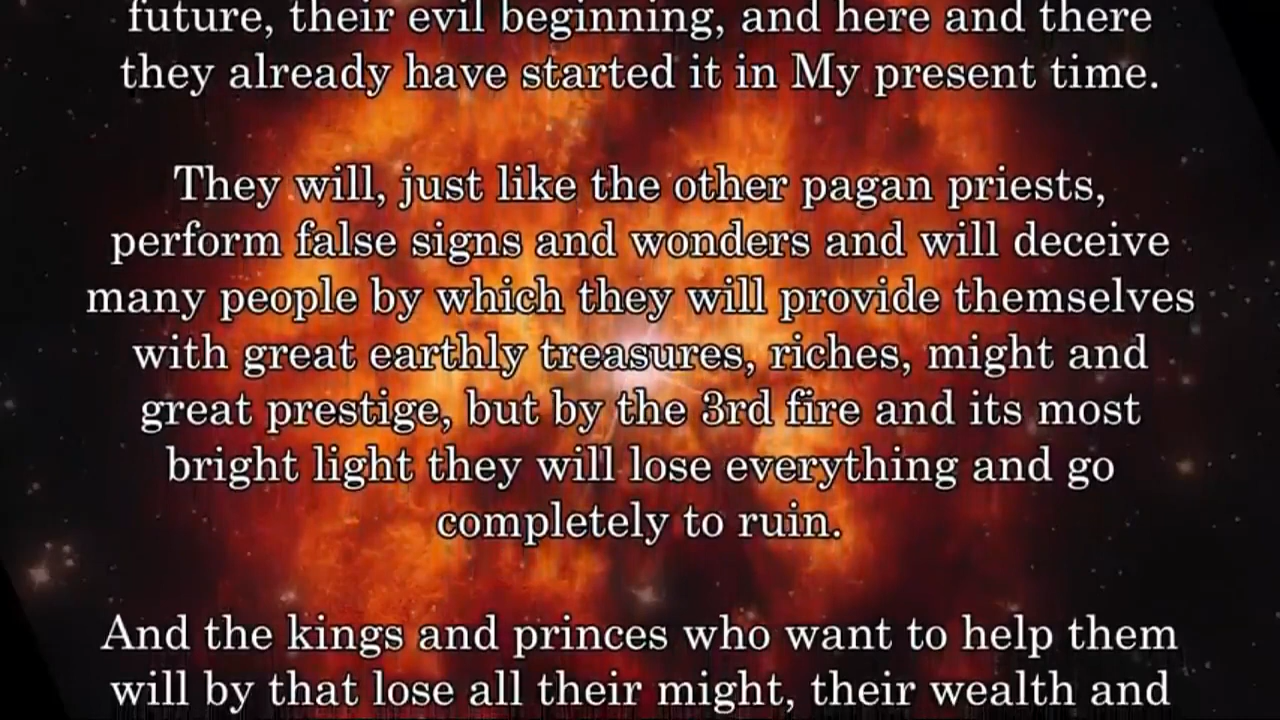 future, their evil beginning, and here and there
they already have started it in My present time.
They will, just like the other pagan priests,
perform false signs and wonders and will deceive
many people by which they will provide themselves
with great earthly treasures, riches, might and
great prestige, but by the 3rd fire and its most
bright light they will lose everything and go
completely to ruin.
And the kings and princes who want to help them
will by that lose all their might, their wealth and